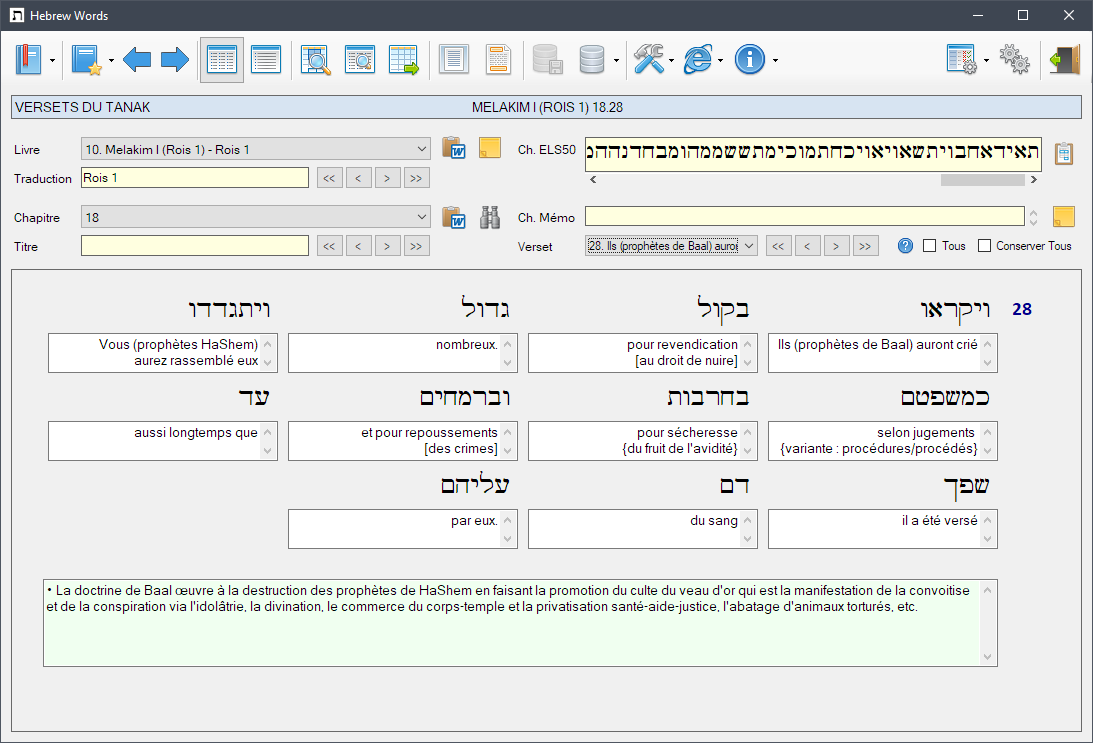 Hebrew Words
VERSETS DU TANAK MELAKIM I (ROIS 1) 18.28
Livre 10. Melakim I (Rois 1) - Rois 1 Ch. ELS50 תאידאחבויתשאויאויכחתמוכימתששממהומבחדנההמ
Traduction Rois 1 << < > >>
Chapitre 18 Ch. Mémo
Titre << < > >> Verset 28. Ils (prophètes de Baal) auro << < > >> Tous Conserver Tous
28 ויקראו בקול גדול ויתגדדו
Ils (prophètes de Baal) auront crié
pour revendication
[au droit de nuire]
nombreux.
Vous (prophètes HaShem)
aurez rassemblé eux
כמשפטם בחרבות וברמחים עד
selon jugements
{variante : procédures/procédés}
pour sécheresse
{du fruit de l'avidité}
et pour repoussements
[des crimes]
aussi longtemps que
שפך דם עליהם
il a été versé
du sang
par eux.
• La doctrine de Baal œuvre à la destruction des prophètes de HaShem en faisant la promotion du culte du veau d'or qui est la manifestation de la convoitise
et de la conspiration via l'idolâtrie, la divination, le commerce du corps-temple et la privatisation santé-aide-justice, l'abatage d'animaux torturés, etc.